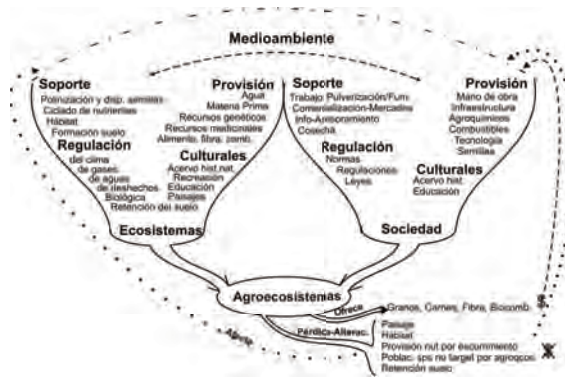 Medioambiente
Soporte
Polinización y disp. semillas
Ciclado de nutrientes
Hábitat
Formación suelo
Regulación
del clima
de gases
de aguas
de deshechos
Biológica
Retención del suelo
Provisión
Agua
Materia Prima
Recursos genéticos
Recursos medicinales
Alimento, fibra, comb.
Culturales
Acervo hist.nat.
Recreación
Educación
Paisajes
Ecosistemas
Soporte
Trabajo Pulverización/Fum.
Comercialización-Mercados
Info-Asesoramiento
Cosecha
Regulación
Normas
Regulaciones
Leyes
Provisión
Mano de obra
Infraestructura
Agroquímicos
Combustibles
Tecnología
Semillas
Culturales
Acervo hist.
Educación
Sociedad
Agroecosistemas
Ofrece
Granos, Carnes, Fibra, Biocomb. $
Pérdida-Alterac.
Paisaje
Hábitat
Provisión nut por escurrimiento
Poblac. sps no target por agroqcos.
Retención suelo